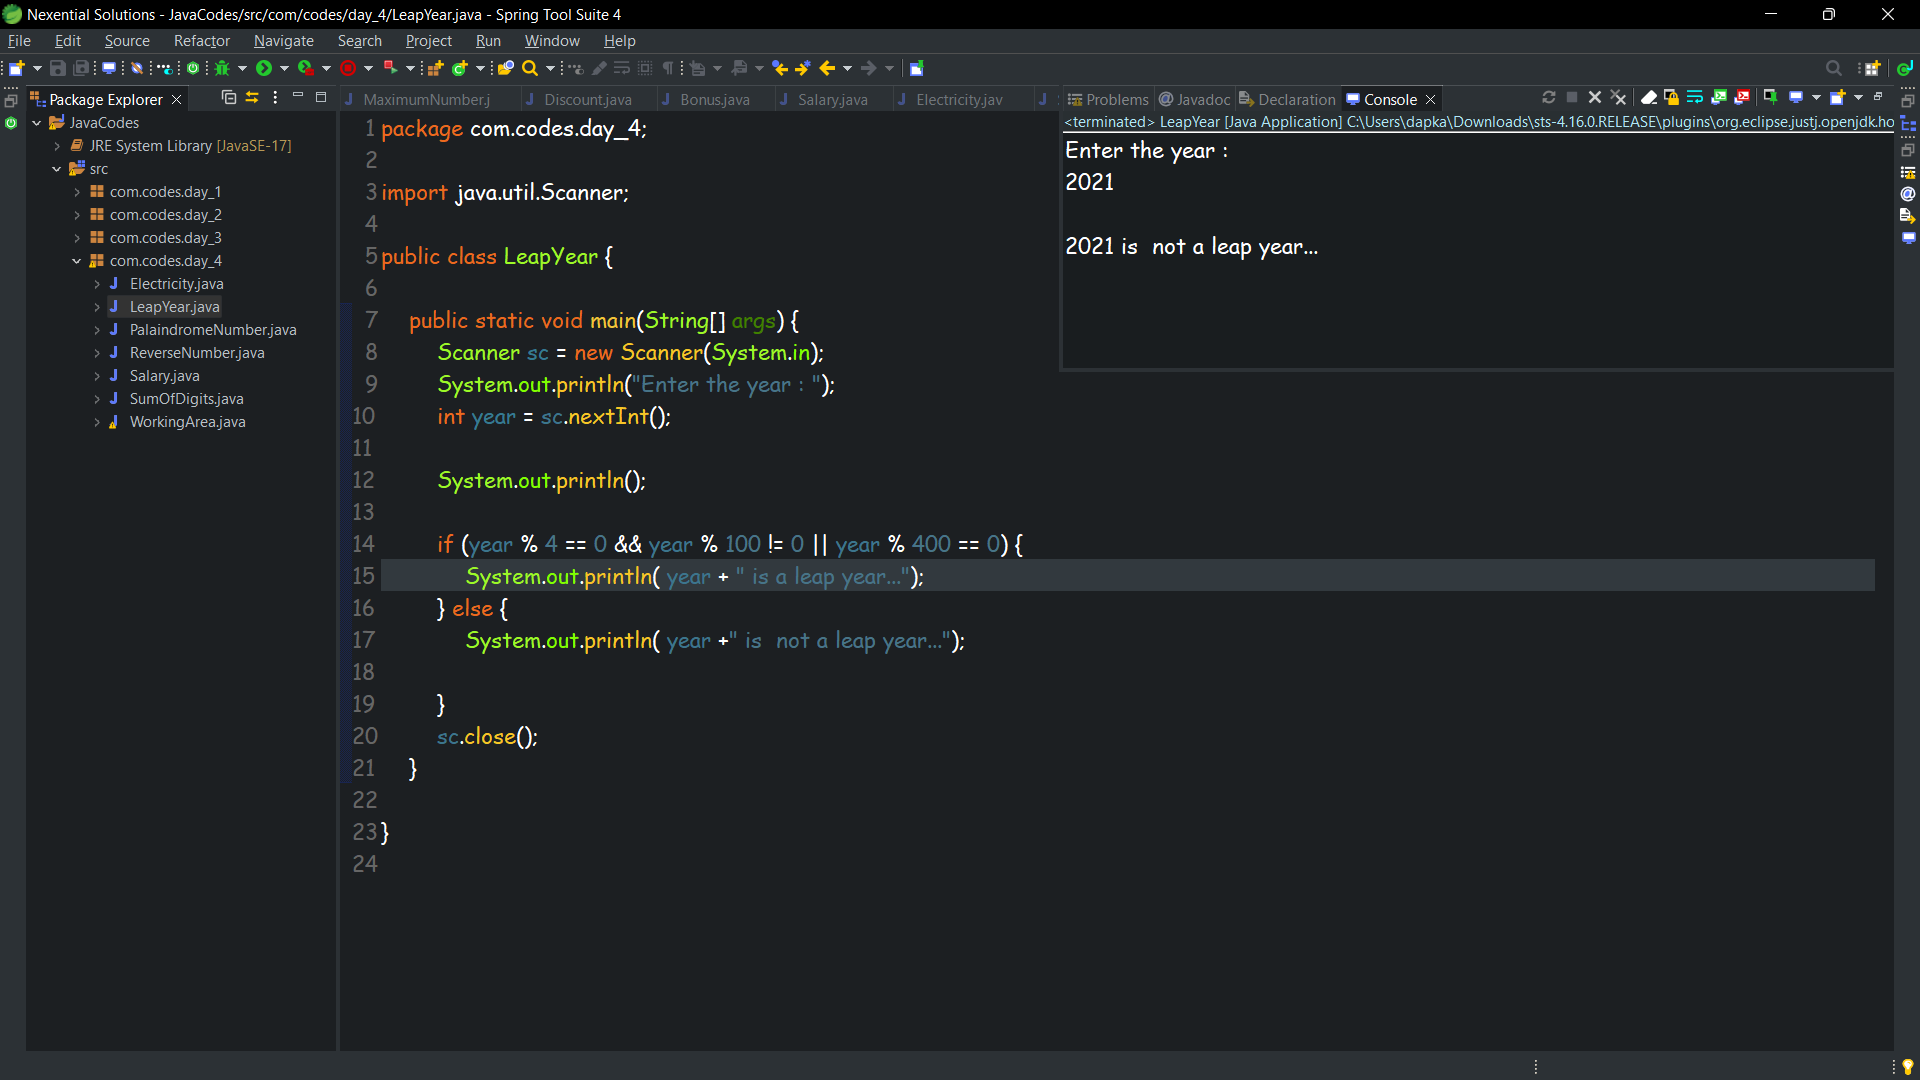 Nexential Solutions - JavaCodes/src/com/codes/day_4/LeapYear.java - Spring Tool Suite 4
File Edit Source Refactor Navigate Search Project Run Window Help
Package Explorer
JavaCodes
JRE System Library [JavaSE-17]
src
com.codes.day_1
com.codes.day_2
com.codes.day_3
com.codes.day_4
Electricity.java
LeapYear.java
PalaindromeNumber.java
ReverseNumber.java
Salary.java
SumOfDigits.java
WorkingArea.java
MaximumNumber.j Discount.java Bonus.java Salary.java Electricity.jav
1 package com.codes.day_4;
2
3 import java.util.Scanner;
4
5 public class LeapYear {
6
7 public static void main(String[] args) {
8 Scanner sc = new Scanner(System.in);
9 System.out.println("Enter the year : ");
10 int year = sc.nextInt();
11
12 System.out.println();
13
14 if (year % 4 == 0 && year % 100 != 0 || year % 400 == 0) {
15 System.out.println( year + " is a leap year...");
16 } else {
17 System.out.println( year +" is  not a leap year...");
18
19 }
20 sc.close();
21 }
22
23 }
24
Problems Javadoc Declaration Console
<terminated> LeapYear [Java Application] C:\Users\dapka\Downloads\sts-4.16.0.RELEASE\plugins\org.eclipse.justj.openjdk.ho
Enter the year :
2021
2021 is  not a leap year...